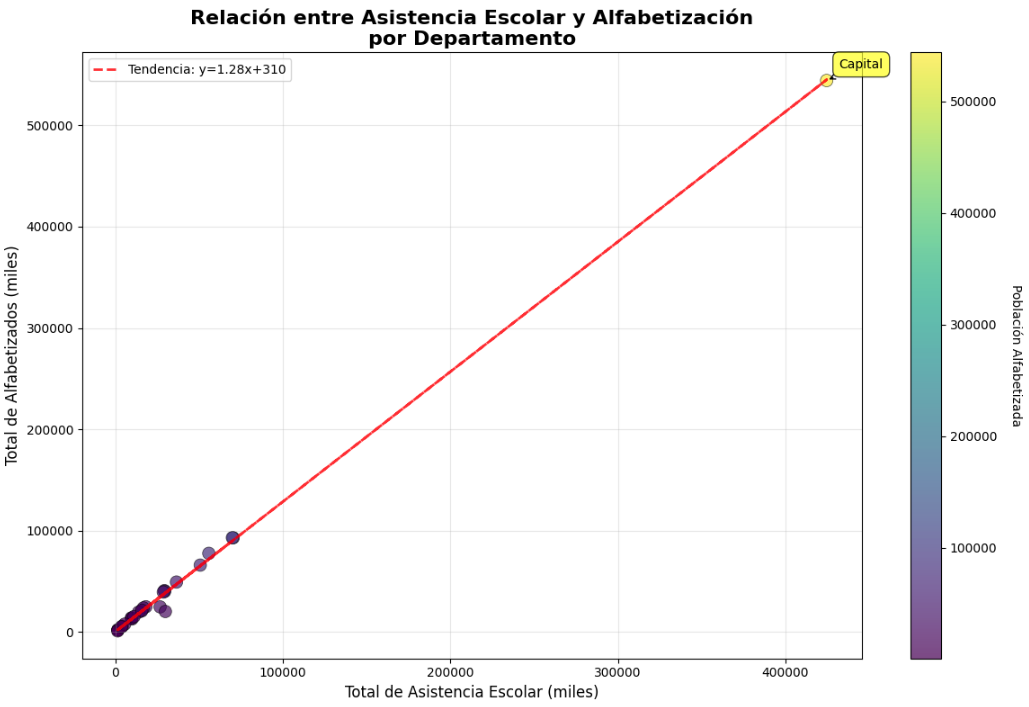 Relación entre Asistencia Escolar y Alfabetización
por Departamento
Tendencia: y=1.28x+310
Capital
Total de Alfabetizados (miles)
500000
400000
300000
200000
100000
0
0
100000
200000
300000
400000
Total de Asistencia Escolar (miles)
500000
400000
300000
200000
100000
Población Alfabetizada